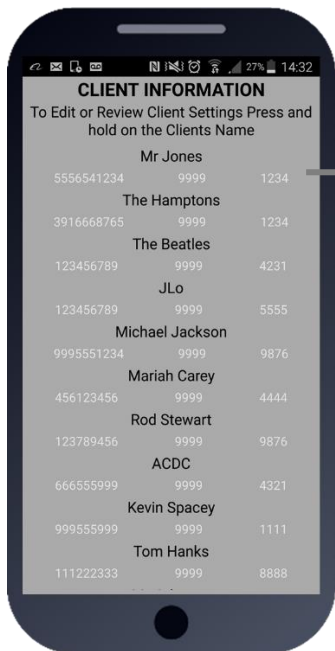 27% 14:32
CLIENT INFORMATION
To Edit or Review Client Settings Press and
hold on the Clients Name
Mr Jones
5556541234 9999 1234
The Hamptons
3916668765 9999 1234
The Beatles
123456789 9999 4231
JLo
123456789 9999 5555
Michael Jackson
9995551234 9999 9876
Mariah Carey
456123456 9999 4444
Rod Stewart
123789456 9999 9876
ACDC
666555999 9999 4321
Kevin Spacey
999555999 9999 1111
Tom Hanks
111222333 9999 8888